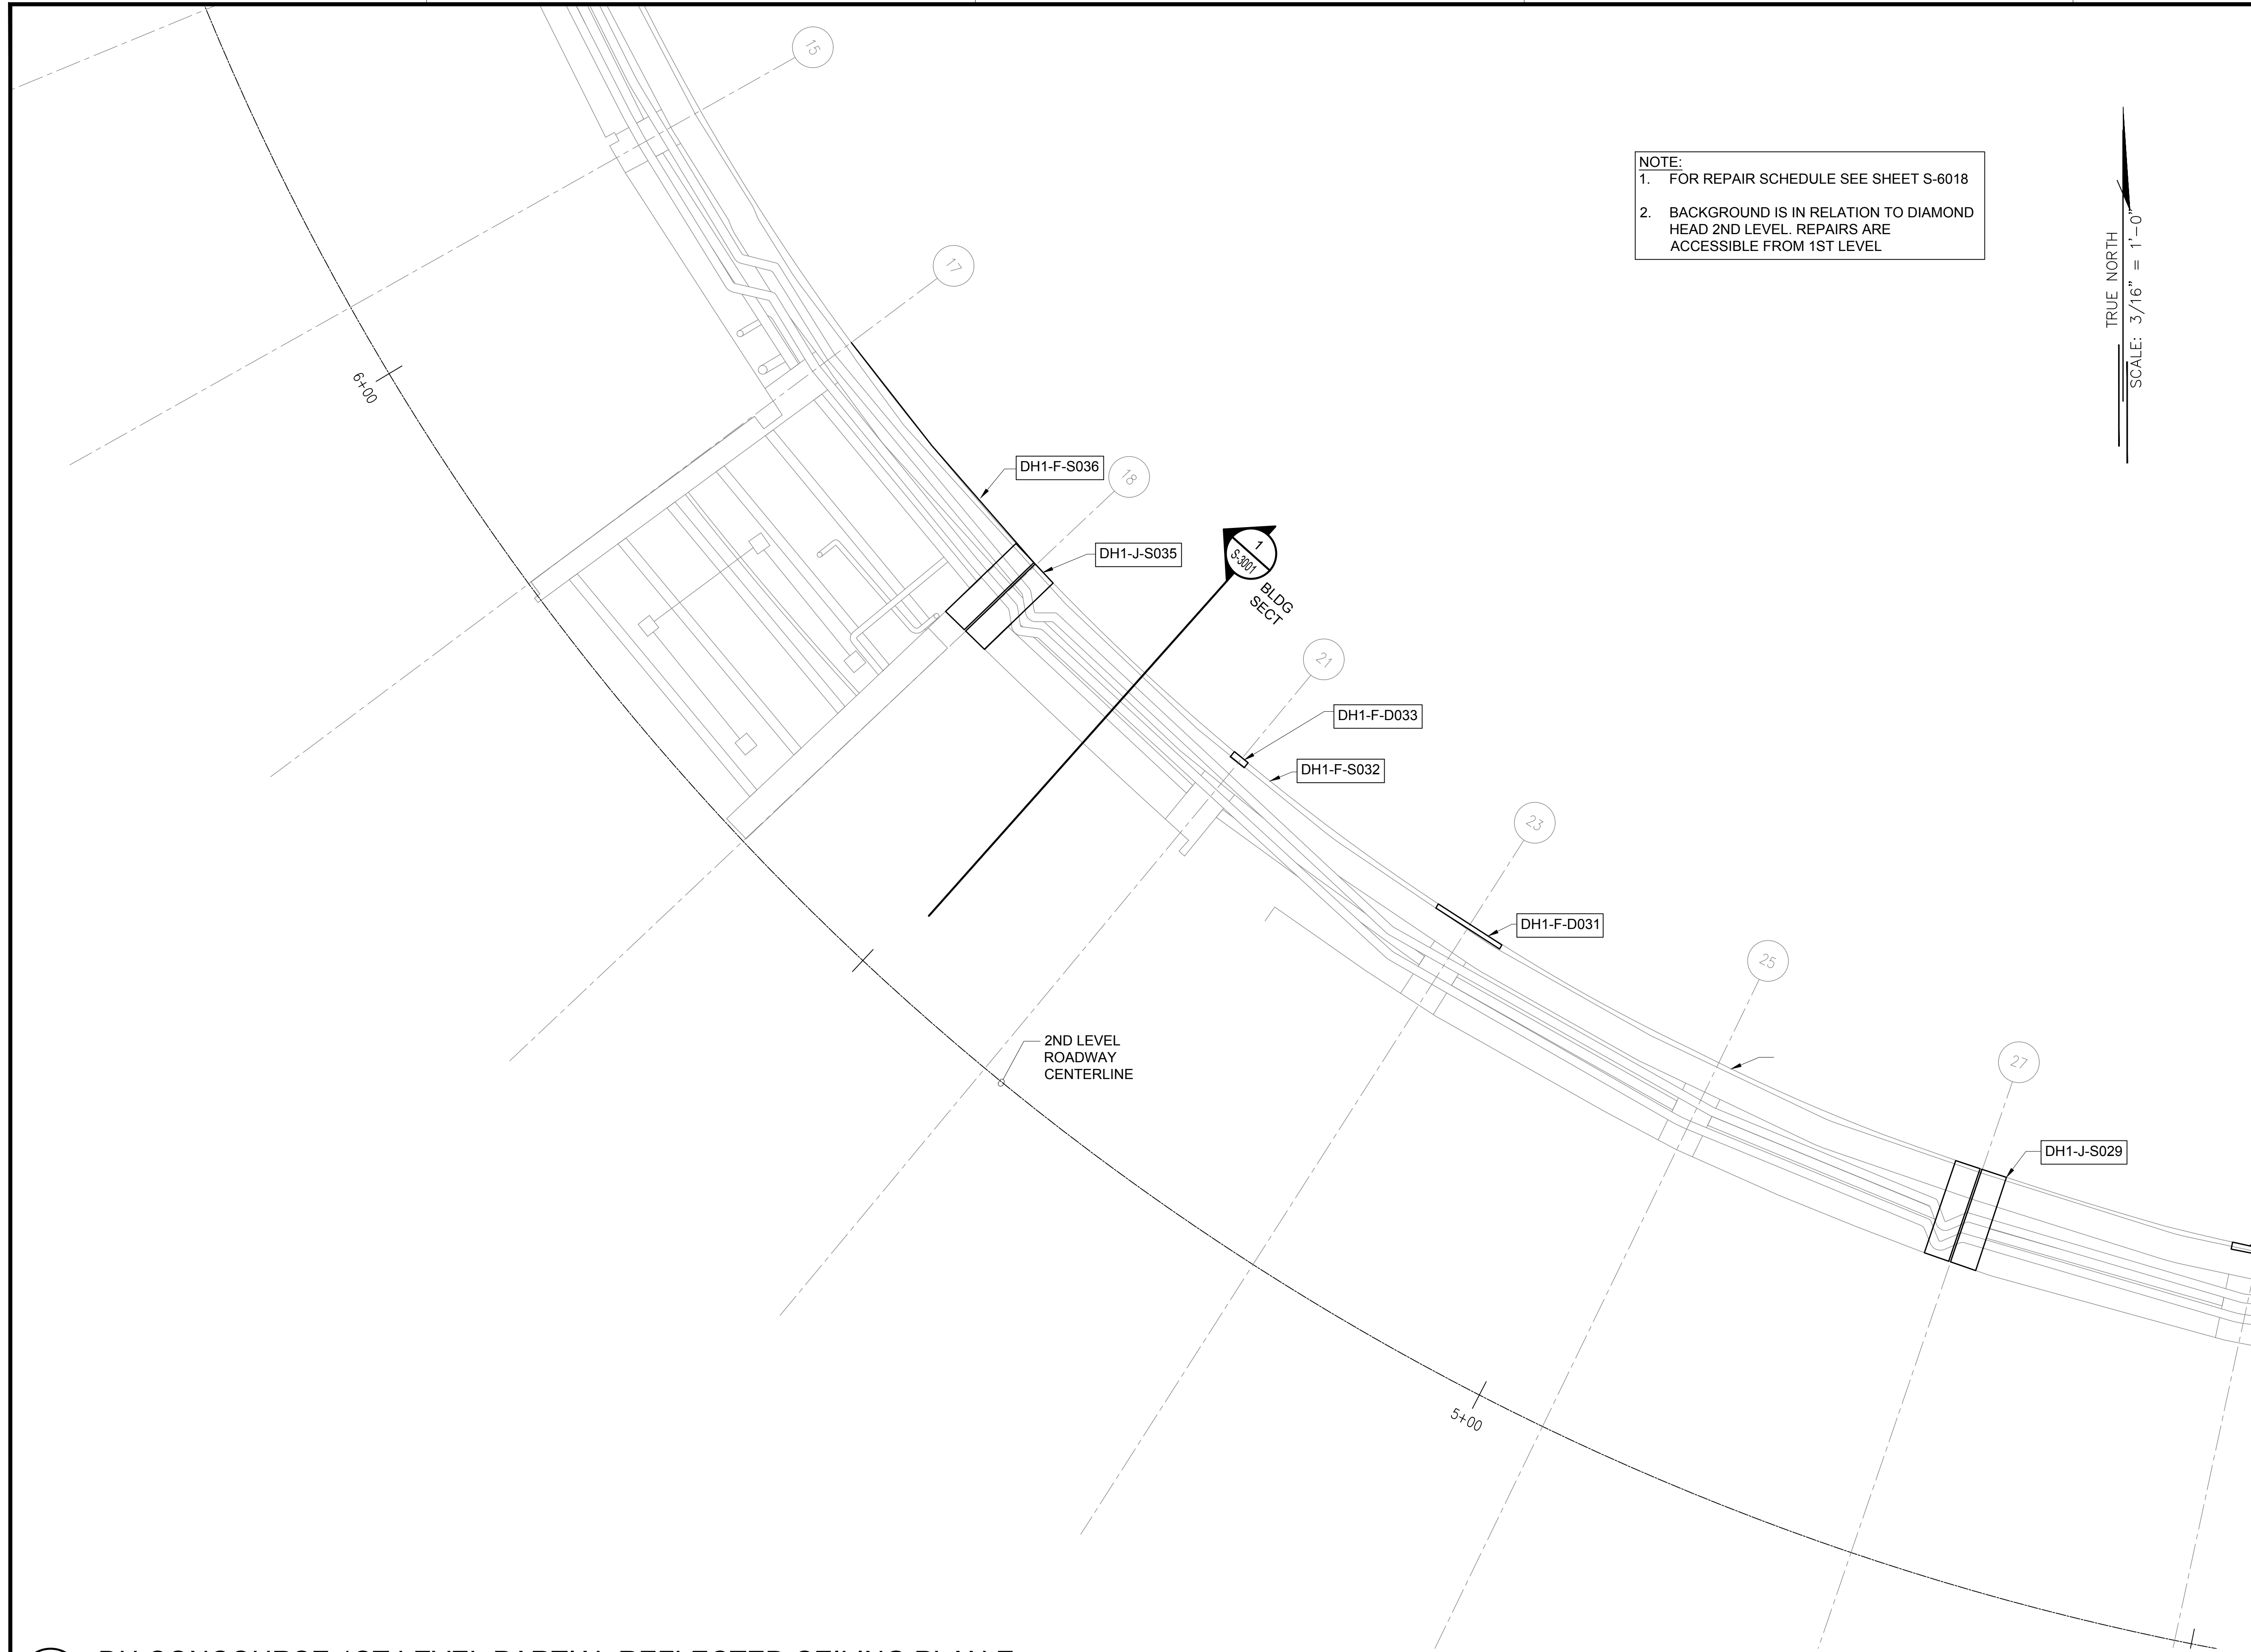 15
NOTE:
1. FOR REPAIR SCHEDULE SEE SHEET S-6018
2. BACKGROUND IS IN RELATION TO DIAMOND
HEAD 2ND LEVEL. REPAIRS ARE
ACCESSIBLE FROM 1ST LEVEL
TRUE NORTH
SCALE: 3/16" = 1'-0"
17
6+00
DH1-F-S036
18
DH1-J-S035
1
S-3001
BLDG
SECT
21
DH1-F-D033
DH1-F-S032
23
DH1-F-D031
25
2ND LEVEL
ROADWAY
CENTERLINE
27
DH1-J-S029
5+00